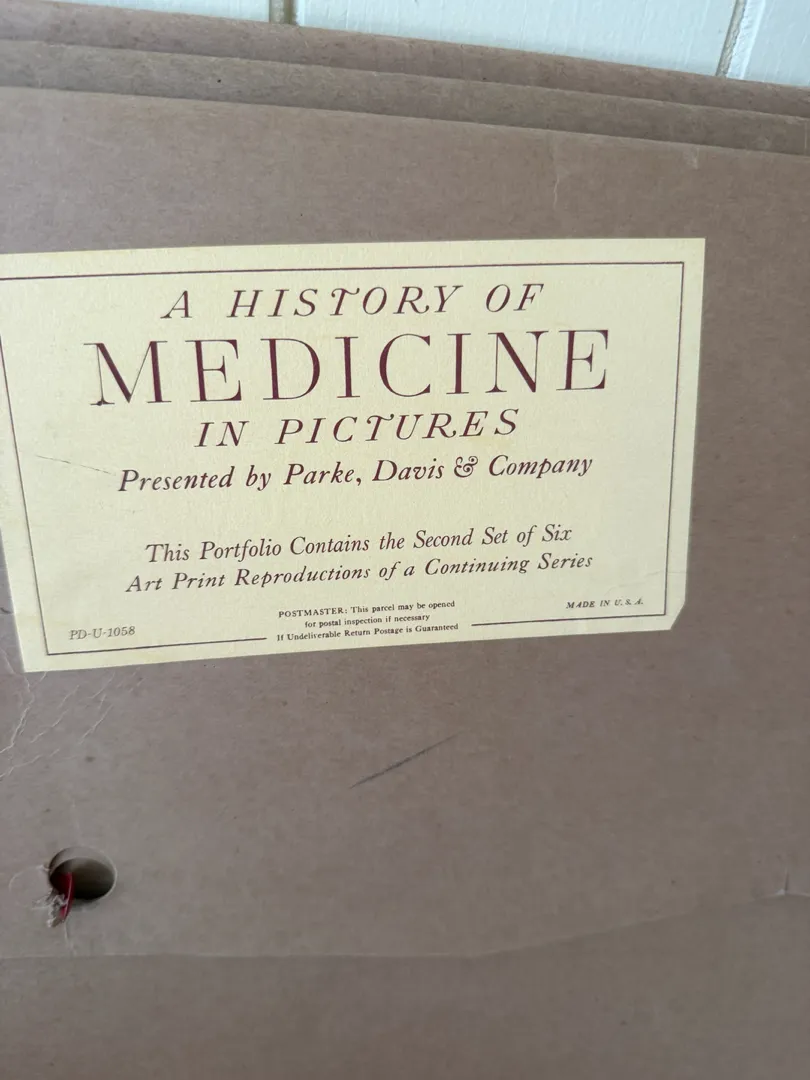 A HISTORY OF
MEDICINE
IN PICTURES
Presented by Parke, Davis & Company
This Portfolio Contains the Second Set of Six
Art Print Reproductions of a Continuing Series
POSTMASTER: This parcel may be opened
for postal inspection if necessary
If Undeliverable Return Postage is Guaranteed
PD-U-1058
MADE IN U. S. A.